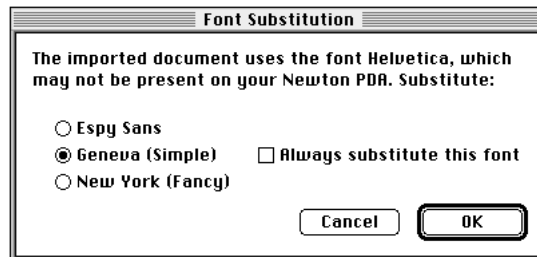 Font Substitution
The imported document uses the font Helvetica, which
may not be present on your Newton PDA. Substitute:
Espy Sans
Geneva (Simple)
Always substitute this font
New York (Fancy)
Cancel
OK